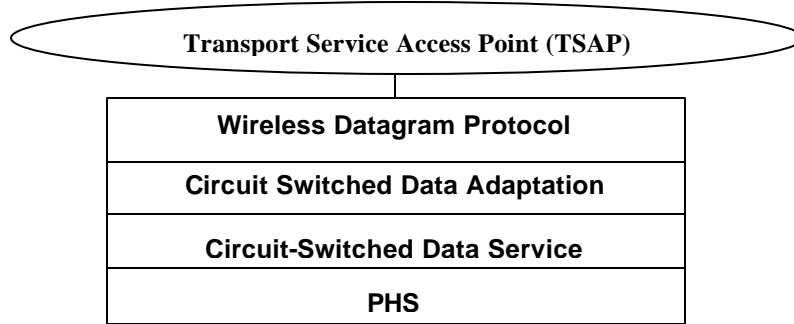 Transport Service Access Point (TSAP)
Wireless Datagram Protocol
Circuit Switched Data Adaptation
Circuit-Switched Data Service
PHS